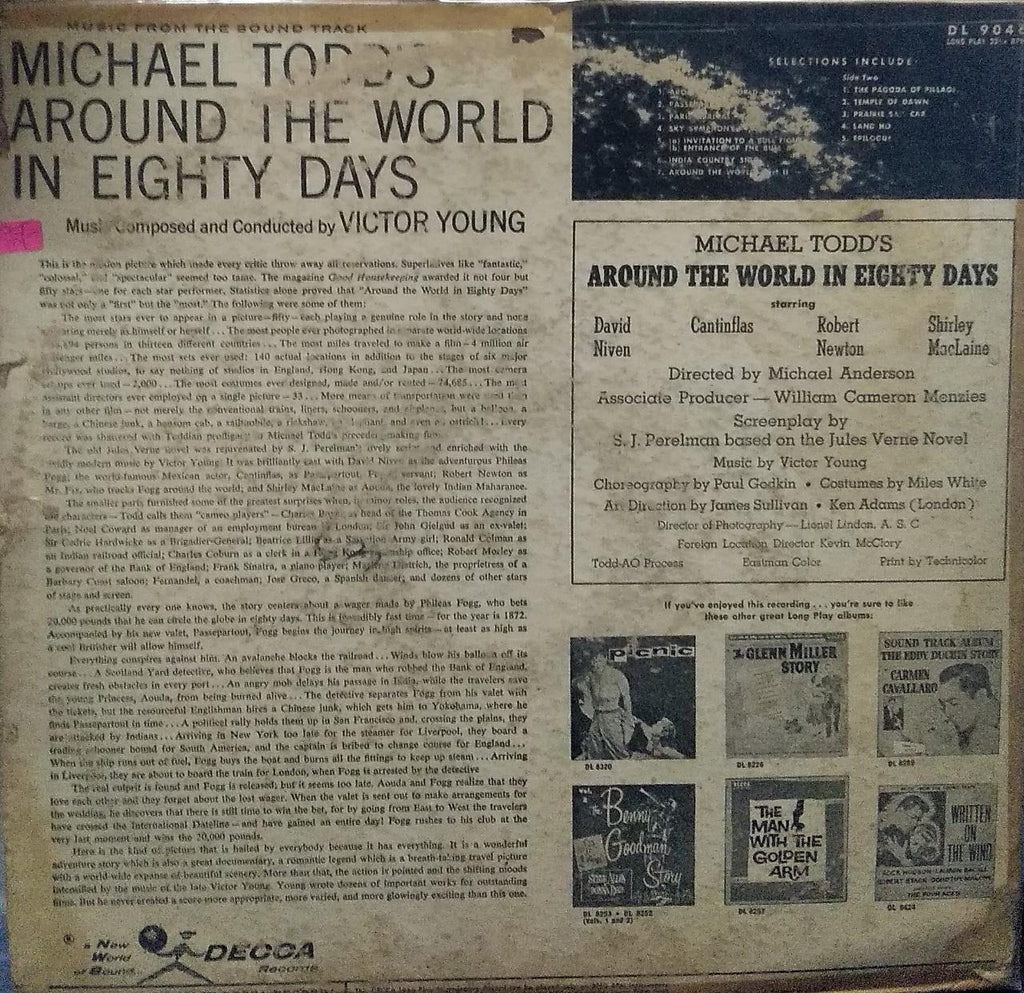 MUSIC FROM THE SOUND TRACK
MICHAEL TODD'S
AROUND THE WORLD
IN EIGHTY DAYS
Music Composed and Conducted by VICTOR YOUNG
This is the motion picture which made every critic throw away all reservations. Superlatives like "fantastic,"
"colossal," and "spectacular" seemed too tame. The magazine Good Housekeeping awarded it not four but
fifty stars—one for each star performer. Statistics alone proved that "Around the World in Eighty Days"
was not only a "first" but the "most." The following were some of them:
The most stars ever to appear in a picture—fifty—each playing a genuine role in the story and none
merely as himself or herself... The most people ever photographed in separate world-wide locations
persons in thirteen different countries... The most miles traveled to make a film—4 million air
passenger miles... The most sets ever used: 140 actual locations in addition to the stages of six major
Hollywood studios, to say nothing of studios in England, Hong Kong, and Japan... The most camera
set-ups ever used—2,000... The most costumes ever designed, made and/or rented—74,685... The most
assistant directors ever employed on a single picture—33... More means of transportation were used than
in any other film—not merely the conventional trains, liners, schooners, and airplanes, but a balloon, a
barge, a Chinese junk, a hansom cab, a sailmobile, a rickshaw, an elephant and even an ostrich!... Every
record was shattered with Toddian prodigality
The old Jules Verne novel was rejuvenated by S. J. Perelman's lively script and enriched with the
modern music by Victor Young. It was brilliantly cast with David Niven as the adventurous Phileas
Fogg; the world-famous Mexican actor, Cantinflas, as Passepartout, Fogg's servant; Robert Newton as
Mr. Fix, who tracks Fogg around the world; and Shirley MacLaine as Aouda, the lovely Indian Maharanee.
The smaller parts furnished some of the greatest surprises when, in minor roles, the audience recognized
the characters—Todd calls them "cameo players"—Charles Boyer, as head of the Thomas Cook Agency in
Paris; Noel Coward as manager of an employment bureau in London; Sir John Gielgud as an ex-valet;
Sir Cedric Hardwicke as a Brigadier-General; Beatrice Lillie as a Salvation Army girl; Ronald Colman as
an Indian railroad official; Charles Coburn as a clerk in a Hong Kong steamship office; Robert Morley as
a governor of the Bank of England; Frank Sinatra, a piano player; Marlene Dietrich, the proprietress of a
Barbary Coast saloon; Fernandel, a coachman; Jose Greco, a Spanish dancer; and dozens of other stars
of stage and screen.
As practically every one knows, the story centers about a wager made by Phileas Fogg, who bets
20,000 pounds that he can circle the globe in eighty days. This is incredibly fast time—for the year is 1872.
Accompanied by his new valet, Passepartout, Fogg begins the journey in high spirits—at least as high as
a cool Britisher will allow himself.
Everything conspires against him. An avalanche blocks the railroad... Winds blow his balloon off its
course... A Scotland Yard detective, who believes that Fogg is the man who robbed the Bank of England,
creates fresh obstacles in every port... An angry mob delays his passage in India, while the travelers save
the young Princess, Aouda, from being burned alive... The detective separates Fogg from his valet with
the tickets, but the resourceful Englishman hires a Chinese junk, which gets him to Yokohama, where he
finds Passepartout in time... A political rally holds them up in San Francisco and, crossing the plains, they
are attacked by Indians... Arriving in New York too late for the steamer for Liverpool, they board a
trading schooner bound for South America, and the captain is bribed to change course for England...
When the ship runs out of fuel, Fogg buys the boat and burns all the fittings to keep up steam... Arriving
in Liverpool, they are about to board the train for London, when Fogg is arrested by the detective
The real culprit is found and Fogg is released; but it seems too late. Aouda and Fogg realize that they
love each other and they forget about the lost wager. When the valet is sent out to make arrangements for
the wedding, he discovers that there is still time to win the bet, for by going from East to West the travelers
have crossed the International Dateline—and have gained an entire day! Fogg rushes to his club at the
very last moment and wins the 20,000 pounds.
Here is the kind of picture that is hailed by everybody because it has everything. It is a wonderful
adventure story which is also a great documentary, a romantic legend which is a breath-taking travel picture
with a world-wide expanse of beautiful scenery. More than that, the action is pointed and the shifting moods
intensified by the music of the late Victor Young. Young wrote dozens of important works for outstanding
films. But he never created a score more appropriate, more varied, and more glowingly exciting than this one.
a New
World
of Sound
DECCA
Records
DL 904
LONG PLAY 33⅓ RPM
SELECTIONS INCLUDE:
3. PARIS ARRIVAL
4. SKY SYMPHONY
5. (a) INVITATION TO A BULL FIGHT
(b) ENTRANCE OF THE BULL
6. INDIA COUNTRY SIDE
7. AROUND THE WORLD Part II
Side Two
1. THE PAGODA OF PILLAGI
2. TEMPLE OF DAWN
3. PRAIRIE SAIL CAR
4. LAND HO
5. EPILOGUE
MICHAEL TODD'S
AROUND THE WORLD IN EIGHTY DAYS
starring
David Niven
Cantinflas
Robert Newton
Shirley MacLaine
Directed by Michael Anderson
Associate Producer — William Cameron Menzies
Screenplay by
S. J. Perelman based on the Jules Verne Novel
Music by Victor Young
Choreography by Paul Godkin • Costumes by Miles White
Art Direction by James Sullivan • Ken Adams (London)
Director of Photography — Lionel Lindon, A. S. C
Foreign Location Director Kevin McClory
Todd-AO Process Eastman Color Print by Technicolor
If you've enjoyed this recording... you're sure to like
these other great Long Play albums:
picnic
DL 8320
The GLENN MILLER
STORY
DL 8226
SOUND TRACK ALBUM
THE EDDY DUCHIN STORY
CARMEN
CAVALLARO
DL 8289
The Benny
Goodman
Story
STEVE ALLEN
DONNA REED
DL 8253 • DL 8252
(Vols. 1 and 2)
THE
MAN
WITH THE
GOLDEN
ARM
DL 8257
WRITTEN
ON
THE WIND
ROCK HUDSON • LAUREN BACALL
ROBERT STACK • DOROTHY MALONE
THE FOUR ACES
DL 8424